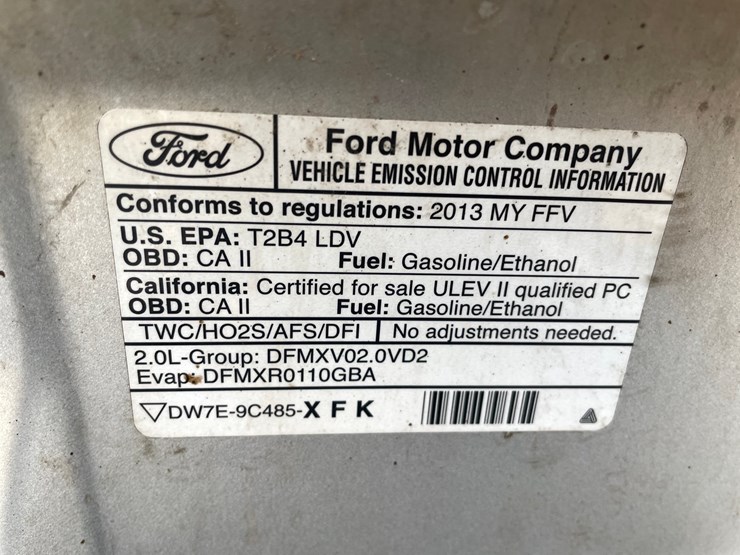 Ford
Ford Motor Company
VEHICLE EMISSION CONTROL INFORMATION
Conforms to regulations: 2013 MY FFV
U.S. EPA: T2B4 LDV
OBD: CA II Fuel: Gasoline/Ethanol
California: Certified for sale ULEV II qualified PC
OBD: CA II Fuel: Gasoline/Ethanol
TWC/HO2S/AFS/DFI No adjustments needed.
2.0L-Group: DFMXV02.0VD2
Evap: DFMXR0110GBA
▽DW7E-9C485-X F K